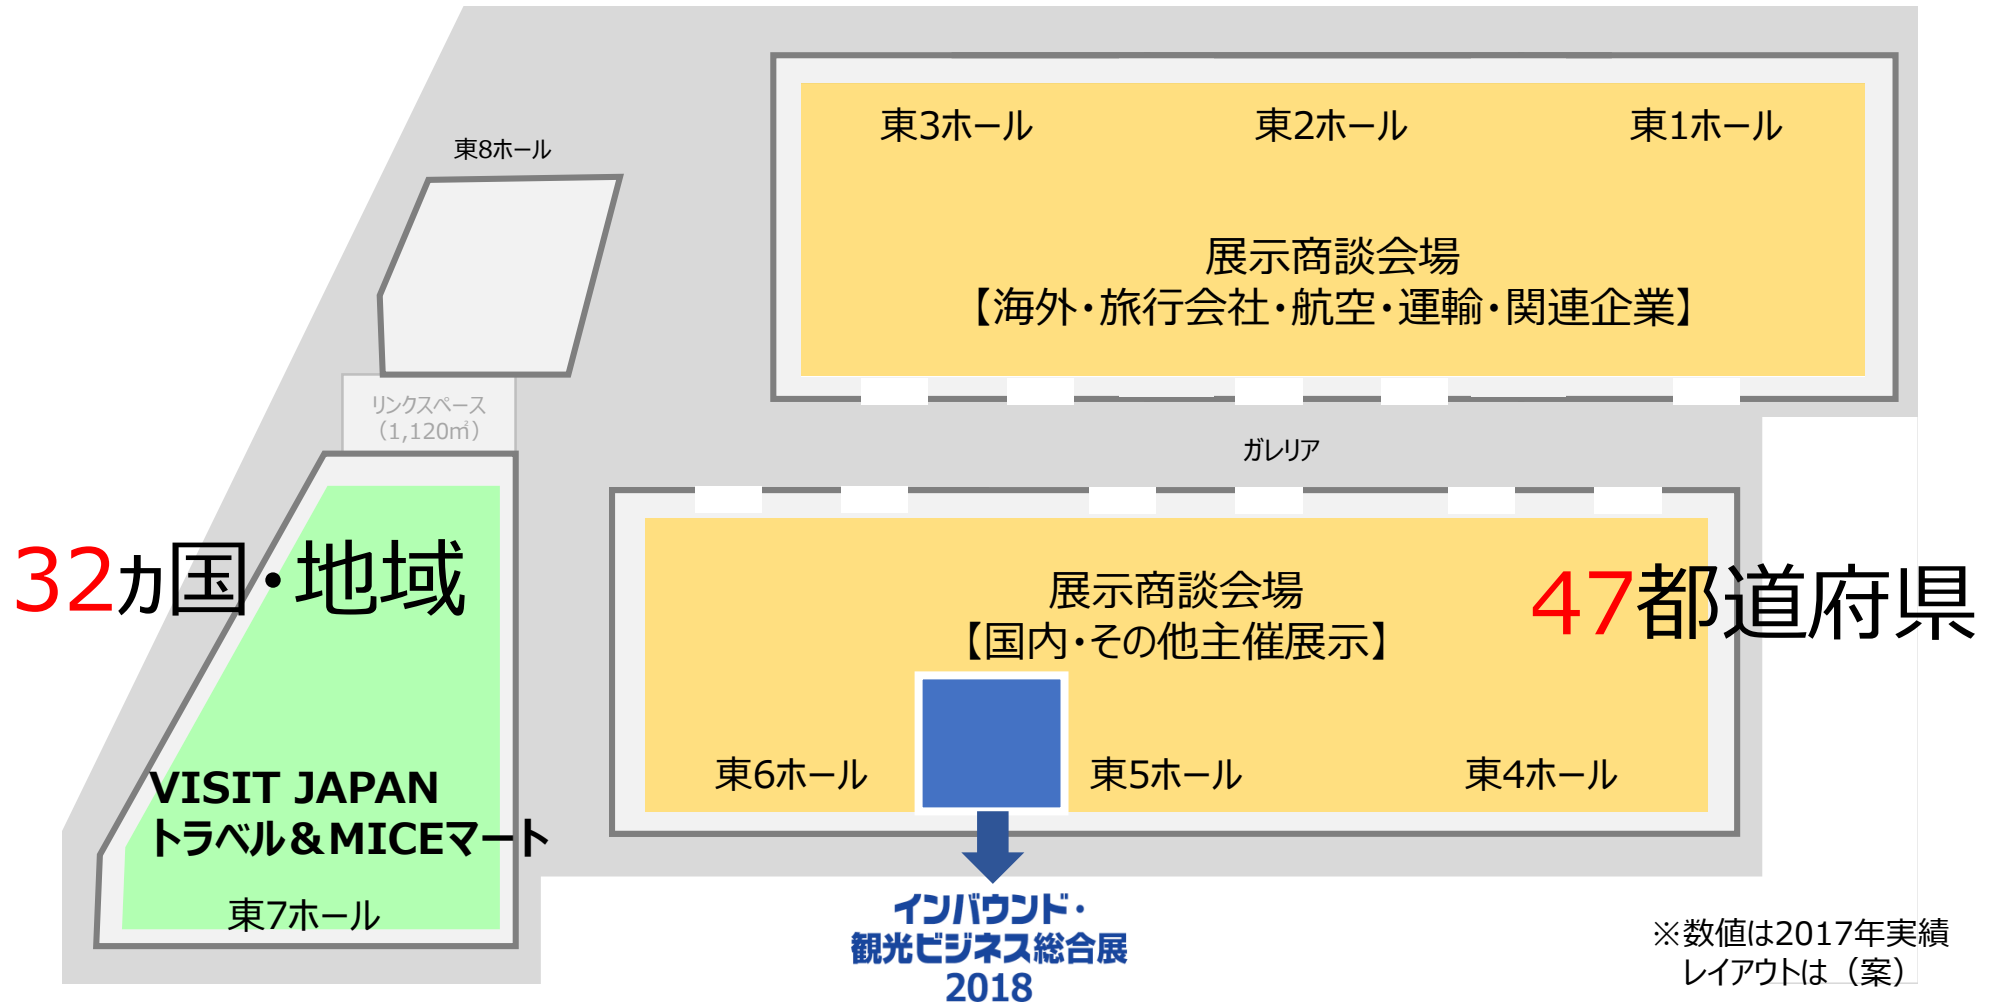 東3ホール
東2ホール
東1ホール
東8ホール
展示商談会場
【海外・旅行会社・航空・運輸・関連企業】
リンクスペース
（1,120㎡）
ガレリア
32ヵ国・地域
展示商談会場
【国内・その他主催展示】
47都道府県
東6ホール
東5ホール
東4ホール
VISIT JAPAN
トラベル＆MICEマート
東7ホール
インバウンド・
観光ビジネス総合展
2018
※数値は2017年実績
レイアウトは（案）